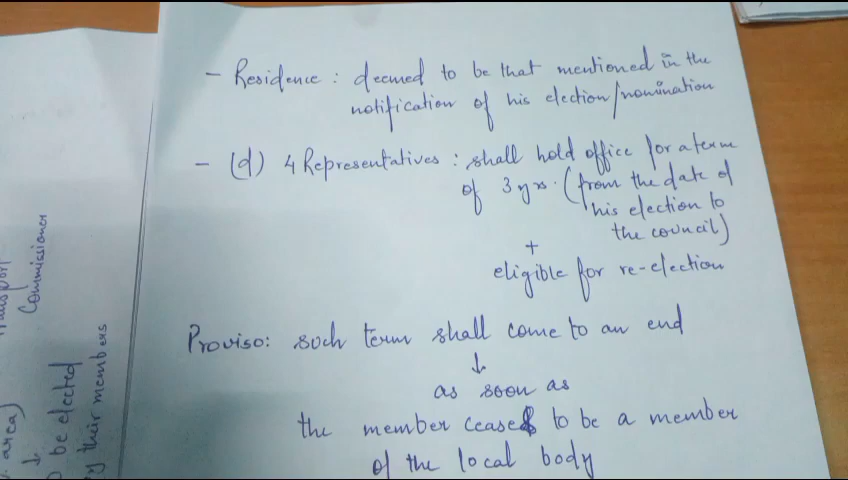 - Residence : deemed to be that mentioned in the
notification of his election/nomination
- (d) 4 Representatives : shall hold office for a term
of 3 yrs. (from the date of
his election to
the council)
+
eligible for re-election
Proviso: such term shall come to an end
↓
as soon as
the member ceases to be a member
of the local body
Transport
Commissioner
area)
↓
to be elected
by their members